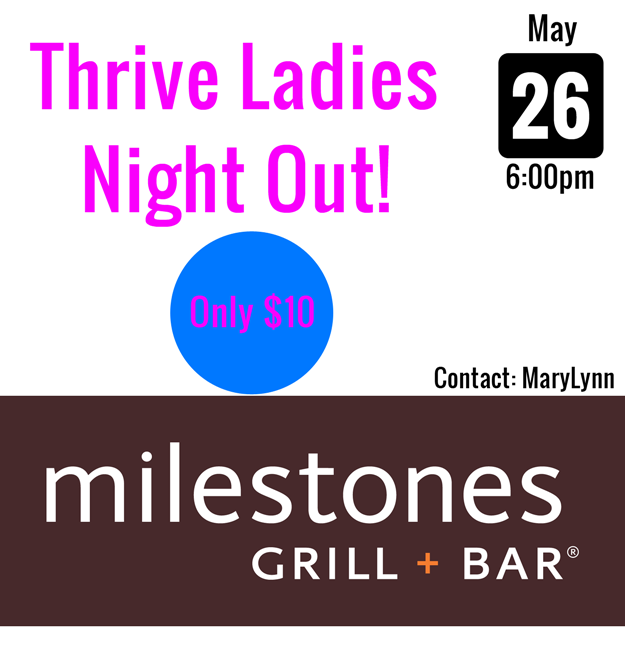 Thrive Ladies
Night Out!
May
26
6:00pm
Only $10
Contact: MaryLynn
milestones
GRILL + BAR®